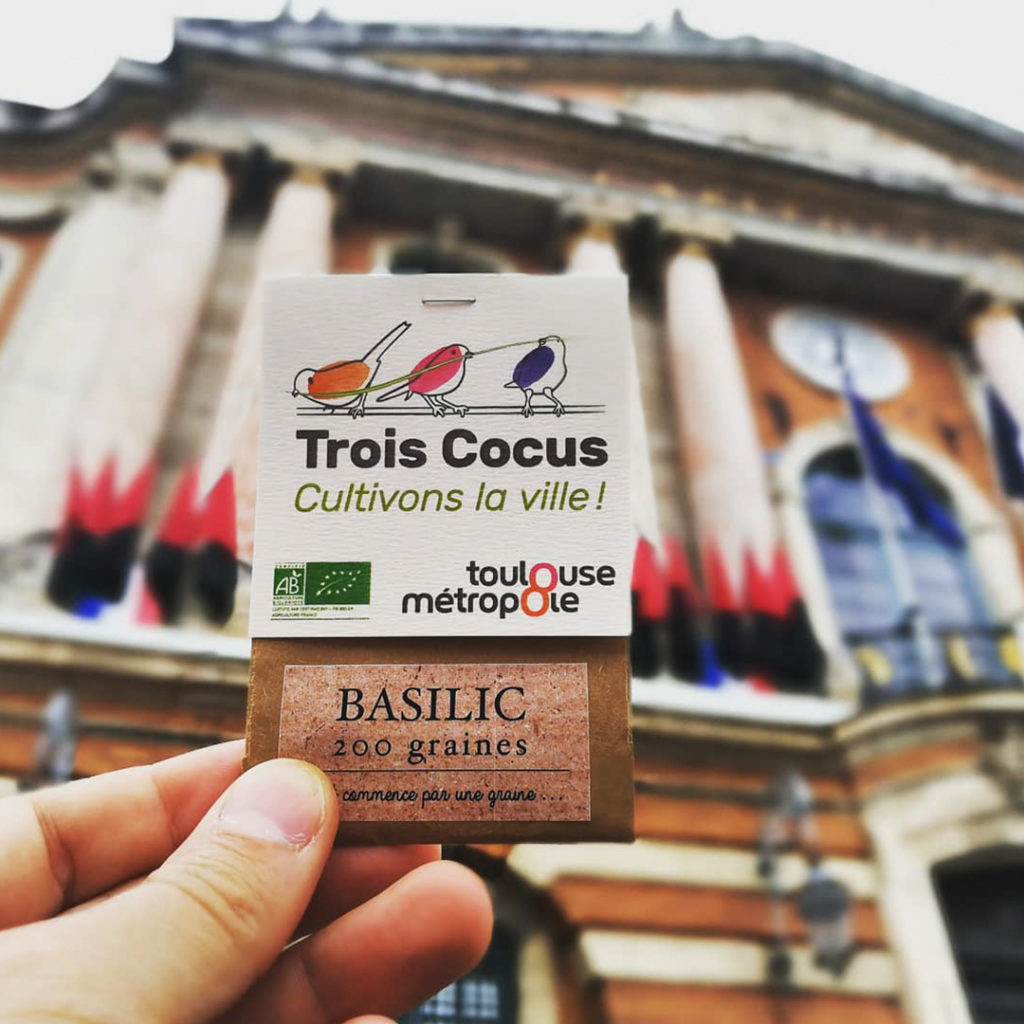 Trois Cocus
Cultivons la ville !
AB
toulouse
métropole
BASILIC
200 graines
commence par une graine ...